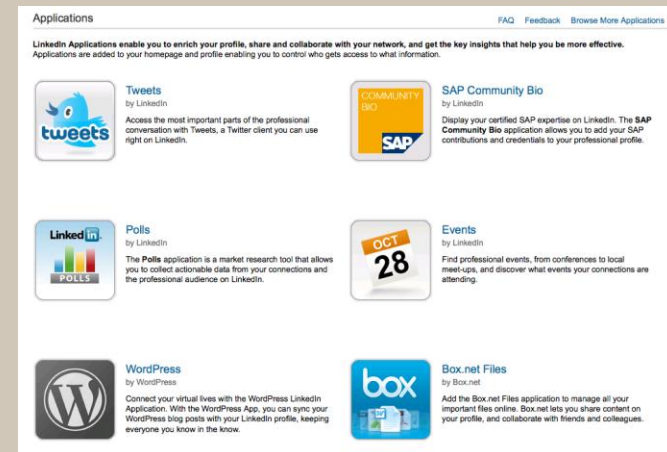 Applications
FAQ Feedback Browse More Applications
LinkedIn Applications enable you to enrich your profile, share and collaborate with your network, and get the key insights that help you be more effective.
Applications are added to your homepage and profile enabling you to control who gets access to what information.
tweets
Tweets
by LinkedIn
Access the most important parts of the professional
conversation with Tweets, a Twitter client you can use
right on LinkedIn.
COMMUNITY
BIO
SAP
SAP Community Bio
by LinkedIn
Display your certified SAP expertise on LinkedIn. The SAP
Community Bio application allows you to add your SAP
contributions and credentials to your professional profile.
Linked in
POLLS
Polls
by LinkedIn
The Polls application is a market research tool that allows
you to collect actionable data from your connections and
the professional audience on LinkedIn.
OCT
28
Events
by LinkedIn
Find professional events, from conferences to local
meet-ups, and discover what events your connections are
attending.
W
WordPress
by WordPress
Connect your virtual lives with the WordPress LinkedIn
Application. With the WordPress App, you can sync your
WordPress blog posts with your LinkedIn profile, keeping
everyone you know in the know.
box
Box.net Files
by Box.net
Add the Box.net Files application to manage all your
important files online. Box.net lets you share content on
your profile, and collaborate with friends and colleagues.